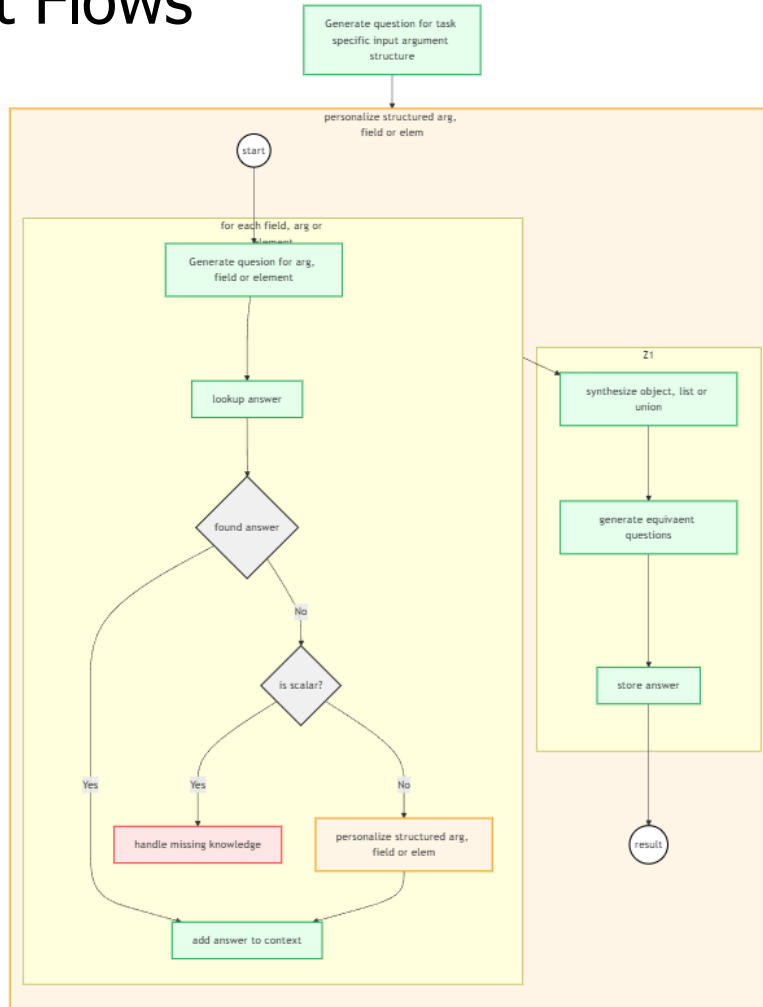 t Flows
Generate question for task
specific input argument
structure
personalize structured arg,
field or elem
start
for each field, arg or
element
Generate quesion for arg,
field or element
lookup answer
found answer
No
is scalar?
Yes
Yes
No
handle missing knowledge
personalize structured arg,
field or elem
add answer to context
Z1
synthesize object, list or
union
generate equivaent
questions
store answer
result